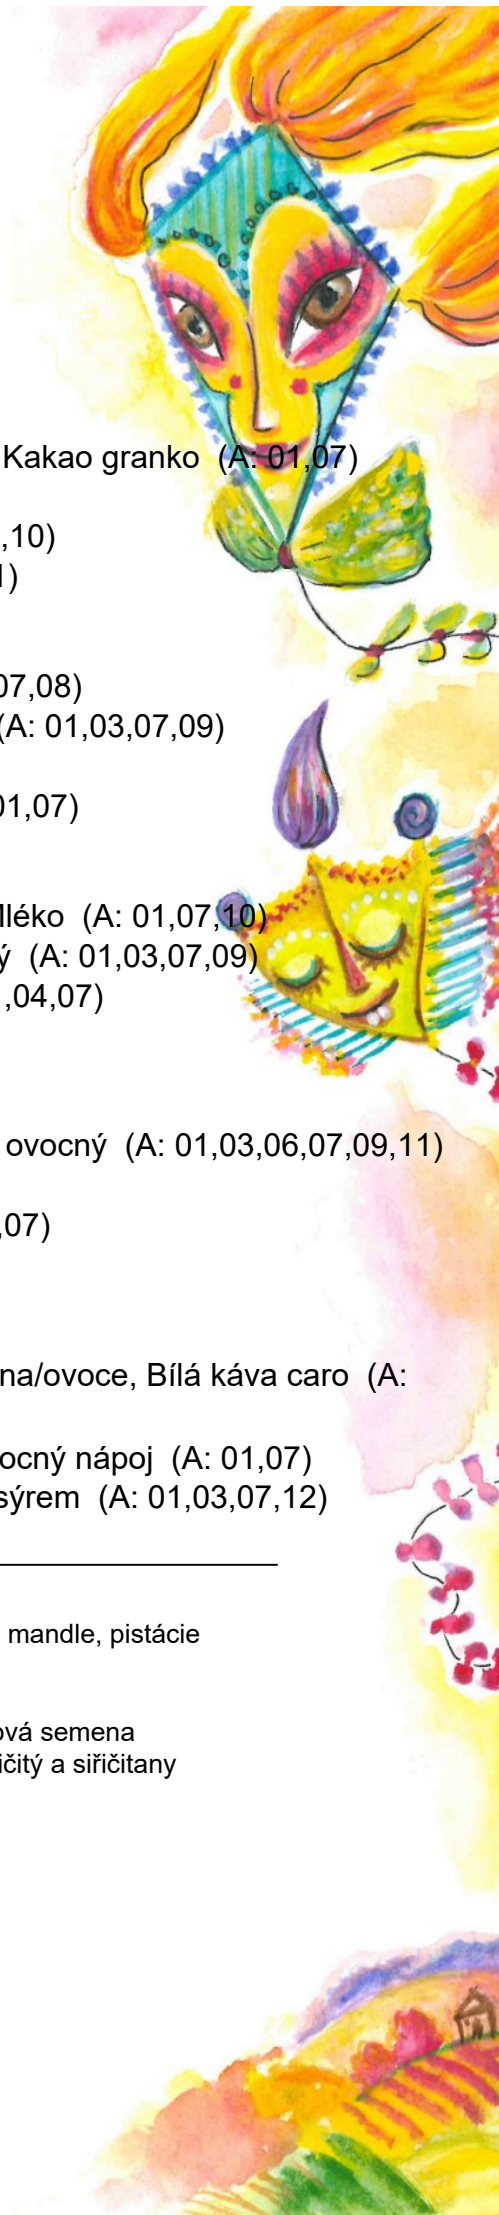 Kakao granko (A: 01,07)
,10)
)
07,08)
(A: 01,03,07,09)
01,07)
Mléko (A: 01,07,10)
ý (A: 01,03,07,09)
,04,07)
ovocný (A: 01,03,06,07,09,11)
,07)
na/ovoce, Bílá káva caro (A:
ocný nápoj (A: 01,07)
sýrem (A: 01,03,07,12)
mandle, pistácie
ová semena
ičitý a siřičitany